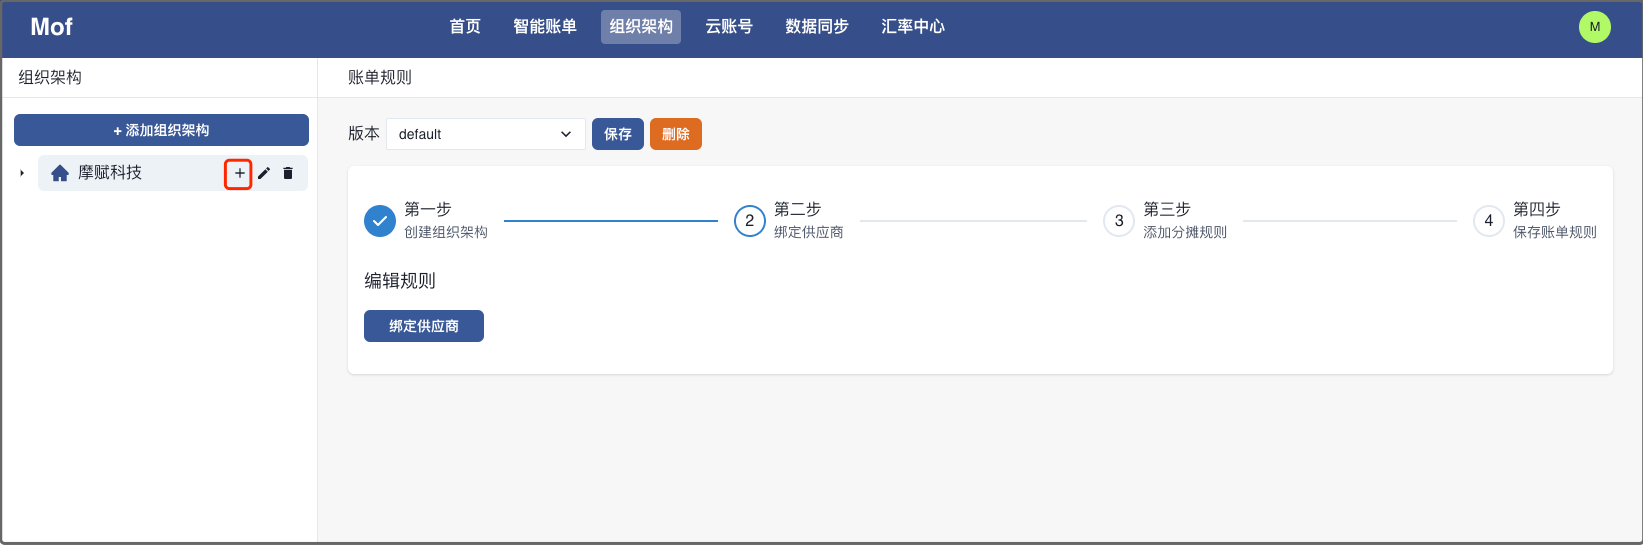 Mof
首页 智能账单 组织架构 云账号 数据同步 汇率中心
M
组织架构
账单规则
+ 添加组织架构
摩赋科技
版本 default 保存 删除
第一步
创建组织架构
2 第二步
绑定供应商
3 第三步
添加分摊规则
4 第四步
保存账单规则
编辑规则
绑定供应商